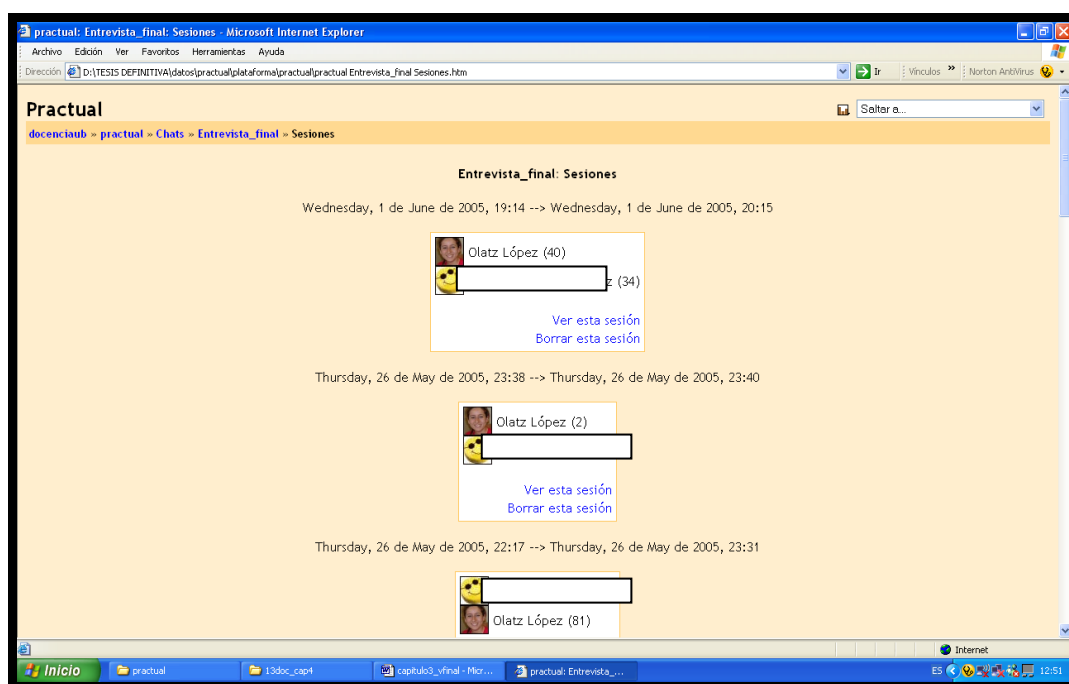 practual: Entrevista_final: Sesiones - Microsoft Internet Explorer
Archivo Edición Ver Favoritos Herramientas Ayuda
Dirección D:\TESIS DEFINITIVA\datos\practual\plataforma\practual\practual Entrevista_final Sesiones.htm Ir Vínculos » Norton AntiVirus
Practual Saltar a...
docenciaub » practual » Chats » Entrevista_final » Sesiones
Entrevista_final: Sesiones
Wednesday, 1 de June de 2005, 19:14 --> Wednesday, 1 de June de 2005, 20:15
Olatz López (40)
z (34)
Ver esta sesión
Borrar esta sesión
Thursday, 26 de May de 2005, 23:38 --> Thursday, 26 de May de 2005, 23:40
Olatz López (2)
Ver esta sesión
Borrar esta sesión
Thursday, 26 de May de 2005, 22:17 --> Thursday, 26 de May de 2005, 23:31
Olatz López (81)
Internet
Inicio practual 13doc_cap4 capitulo3_vfinal - Micr... practual: Entrevista_... ES 12:51